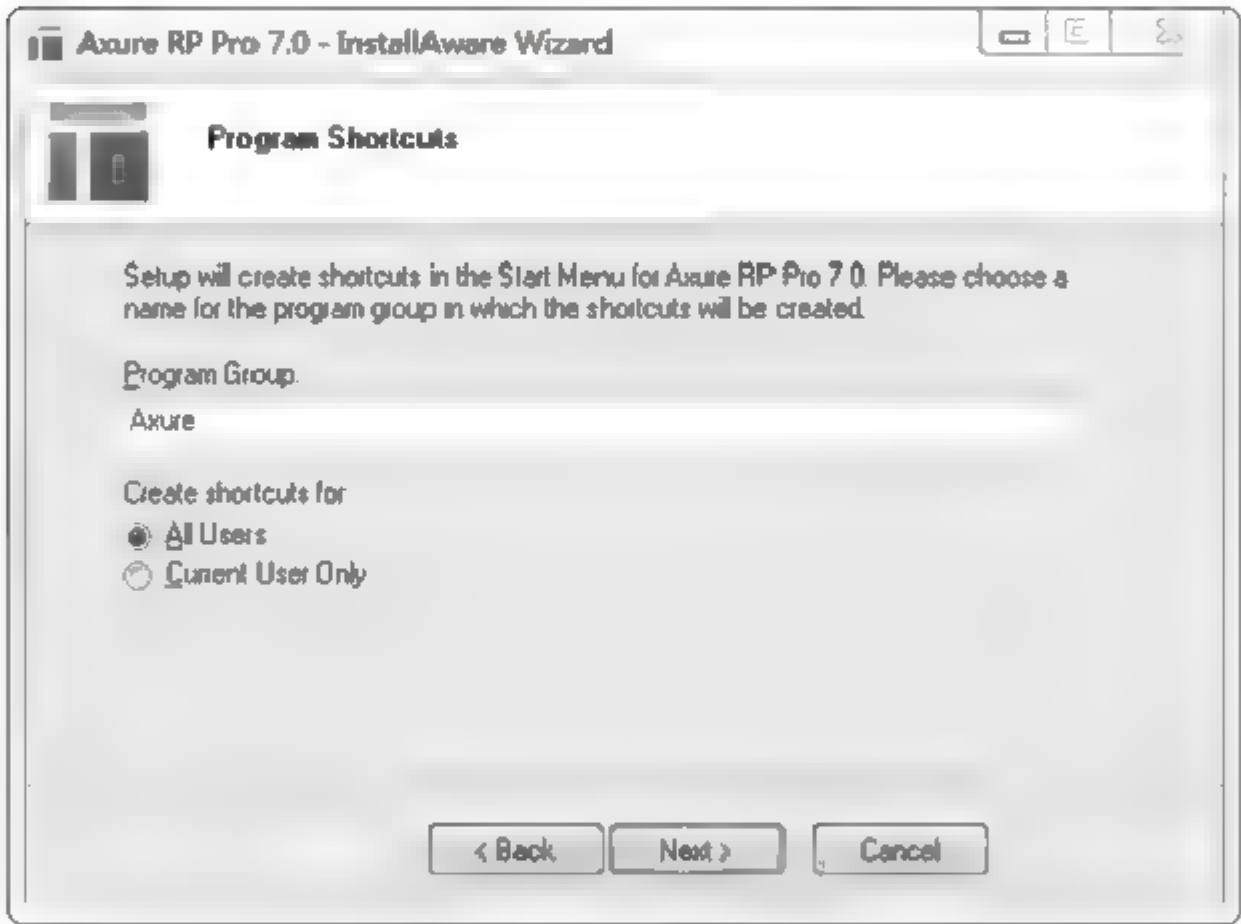 Axure RP Pro 7.0 - InstallAware Wizard
Program Shortcuts
Setup will create shortcuts in the Start Menu for Axure RP Pro 7.0. Please choose a
name for the program group in which the shortcuts will be created.
Program Group:
Axure
Create shortcuts for
All Users
Current User Only
< Back
Next >
Cancel